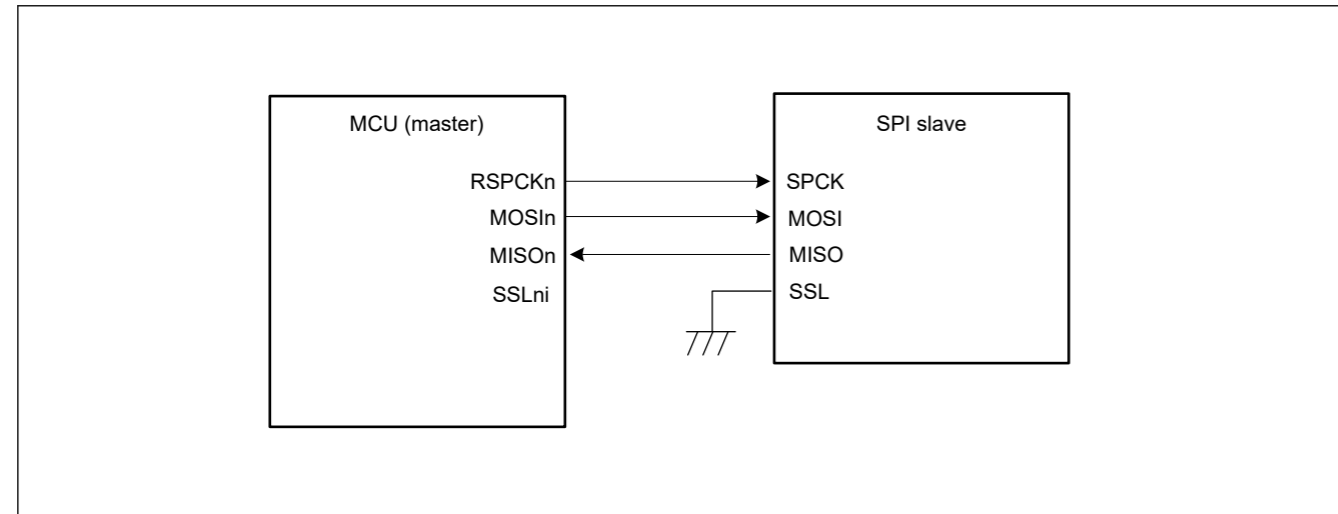 MCU (master)
SPI slave
RSPCKn
SPCK
MOSIn
MOSI
MISOn
MISO
SSLni
SSL